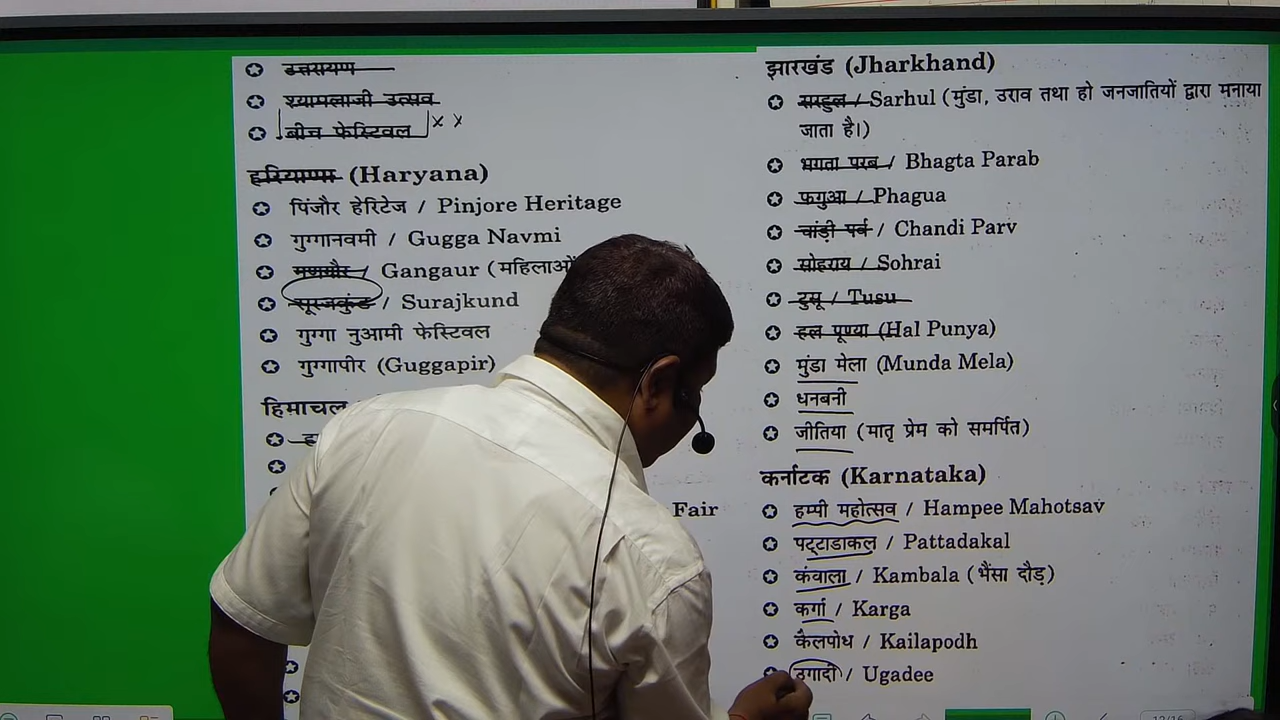 उत्तरायण
श्यामलाजी उत्सव
बीच फेस्टिवल x x
हरियाणा (Haryana)
पिंजौर हेरिटेज / Pinjore Heritage
गुग्गानवमी / Gugga Navmi
गणगौर / Gangaur (महिलाओं
सूरजकुंड / Surajkund
गुग्गा नुआमी फेस्टिवल
गुग्गापीर (Guggapir)
हिमाचल
Fair
झारखंड (Jharkhand)
सरहुल / Sarhul (मुंडा, उराव तथा हो जनजातियों द्वारा मनाया
जाता है।)
भगता परब / Bhagta Parab
फगुआ / Phagua
चांड़ी पर्व / Chandi Parv
सोहराय / Sohrai
टुसू / Tusu
हल पूण्या (Hal Punya)
मुंडा मेला (Munda Mela)
धनबनी
जीतिया (मातृ प्रेम को समर्पित)
कर्नाटक (Karnataka)
हम्पी महोत्सव / Hampee Mahotsav
पट्टाडाकल / Pattadakal
कंवाला / Kambala (भैंसा दौड़)
कर्गा / Karga
कैलपोध / Kailapodh
उगादी / Ugadee
12/16